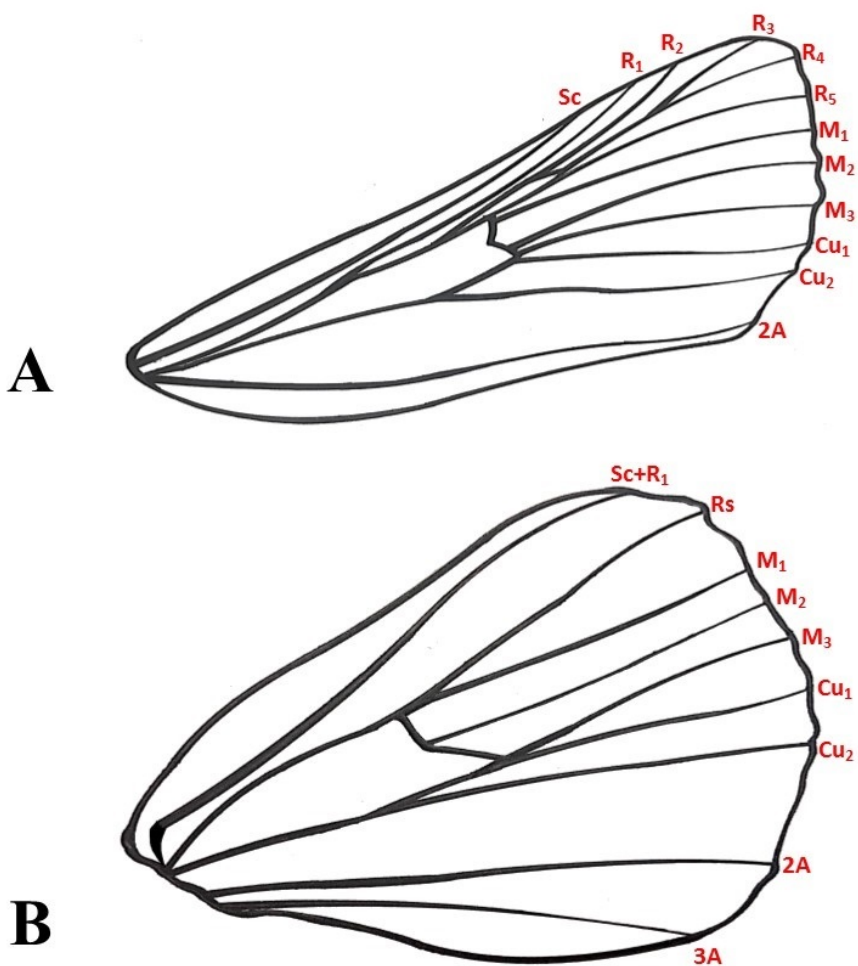 R₃
R₂
R₄
R₁
Sc
R₅
M₁
M₂
M₃
Cu₁
Cu₂
2A
A
Sc+R₁
Rs
M₁
M₂
M₃
Cu₁
Cu₂
2A
B
3A